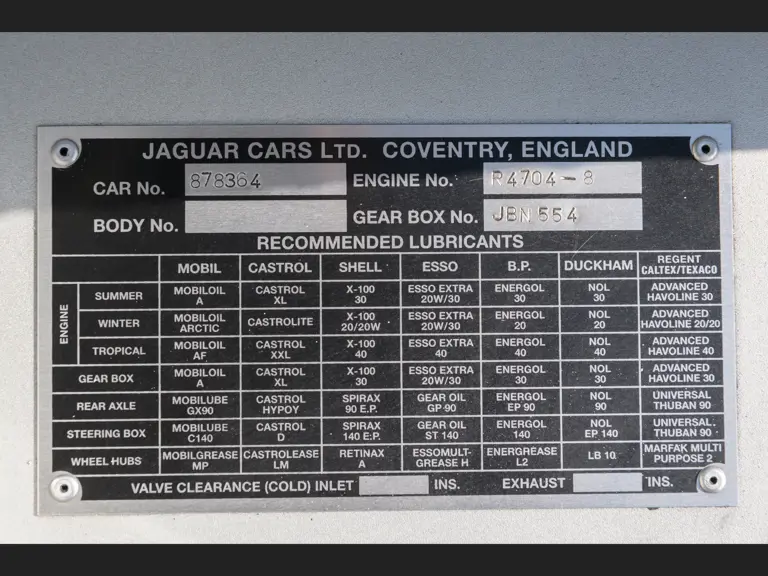 JAGUAR CARS LTD. COVENTRY, ENGLAND
CAR No. 878364 ENGINE No. R4704-8
BODY No. GEAR BOX No. JBN 554
RECOMMENDED LUBRICANTS
MOBIL CASTROL SHELL ESSO B.P. DUCKHAM REGENT CALTEX/TEXACO
ENGINE
SUMMER MOBILOIL A CASTROL XL X-100 30 ESSO EXTRA 20W/30 ENERGOL 30 NOL 30 ADVANCED HAVOLINE 30
WINTER MOBILOIL ARCTIC CASTROLITE X-100 20/20W ESSO EXTRA 20W/30 ENERGOL 20 NOL 20 ADVANCED HAVOLINE 20/20
TROPICAL MOBILOIL AF CASTROL XXL X-100 40 ESSO EXTRA 40 ENERGOL 40 NOL 40 ADVANCED HAVOLINE 40
GEAR BOX MOBILOIL A CASTROL XL X-100 30 ESSO EXTRA 20W/30 ENERGOL 30 NOL 30 ADVANCED HAVOLINE 30
REAR AXLE MOBILUBE GX90 CASTROL HYPOY SPIRAX 90 E.P. GEAR OIL GP 90 ENERGOL EP 90 NOL 90 UNIVERSAL THUBAN 90
STEERING BOX MOBILUBE C140 CASTROL D SPIRAX 140 E.P. GEAR OIL ST 140 ENERGOL 140 NOL EP 140 UNIVERSAL THUBAN 90
WHEEL HUBS MOBILGREASE MP CASTROLEASE LM RETINAX A ESSOMULT-GREASE H ENERGREASE L2 LB 10 MARFAK MULTI PURPOSE 2
VALVE CLEARANCE (COLD) INLET INS. EXHAUST INS.